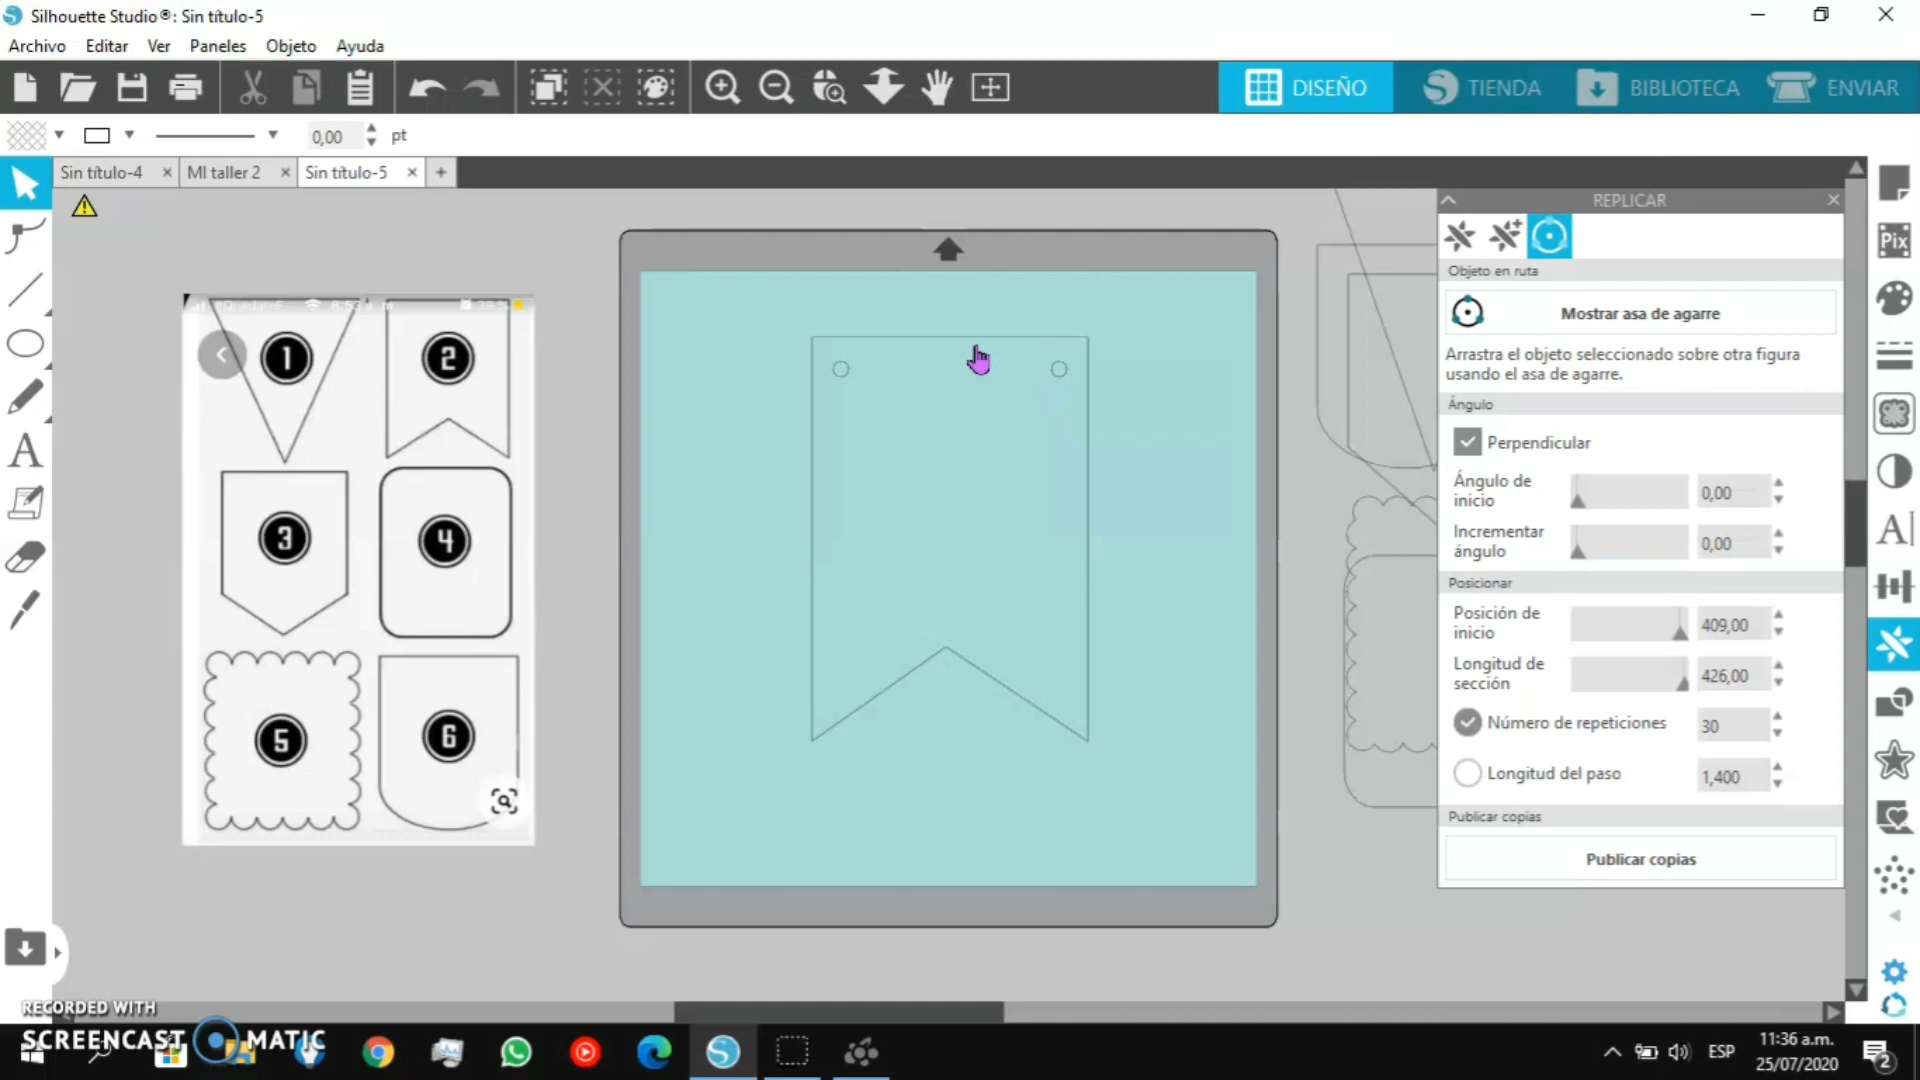 Silhouette Studio®: Sin título-5
Archivo Editar Ver Paneles Objeto Ayuda
DISEÑO TIENDA BIBLIOTECA ENVIAR
0,00 pt
Sin título-4 MI taller 2 Sin título-5
REPLICAR
Pix
Objeto en ruta
Mostrar asa de agarre
Arrastra el objeto seleccionado sobre otra figura
usando el asa de agarre.
Ángulo
Perpendicular
Ángulo de
inicio
0,00
Incrementar
ángulo
0,00
Posicionar
Posición de
inicio
409,00
Longitud de
sección
426,00
Número de repeticiones 30
Longitud del paso 1,400
Publicar copias
Publicar copias
1 2
3 4
5 6
RECORDED WITH
SCREENCAST MATIC
ESP
11:36 a.m.
25/07/2020
2